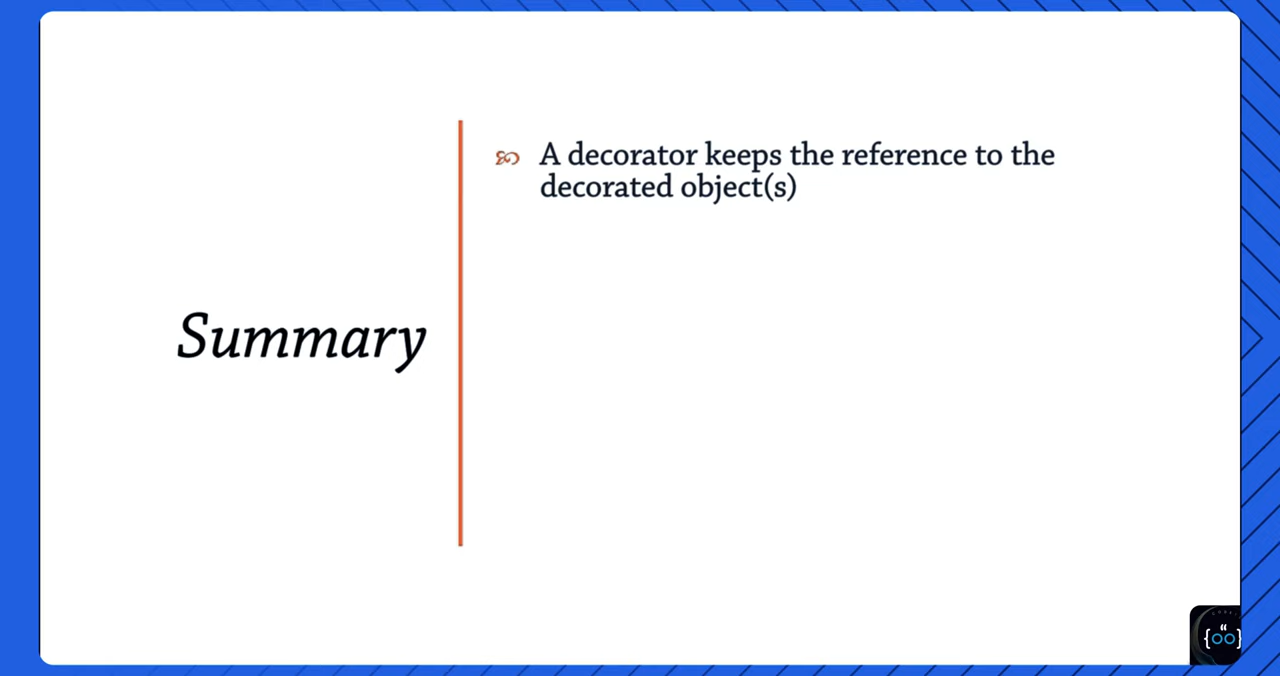 Summary
A decorator keeps the reference to the
decorated object(s)